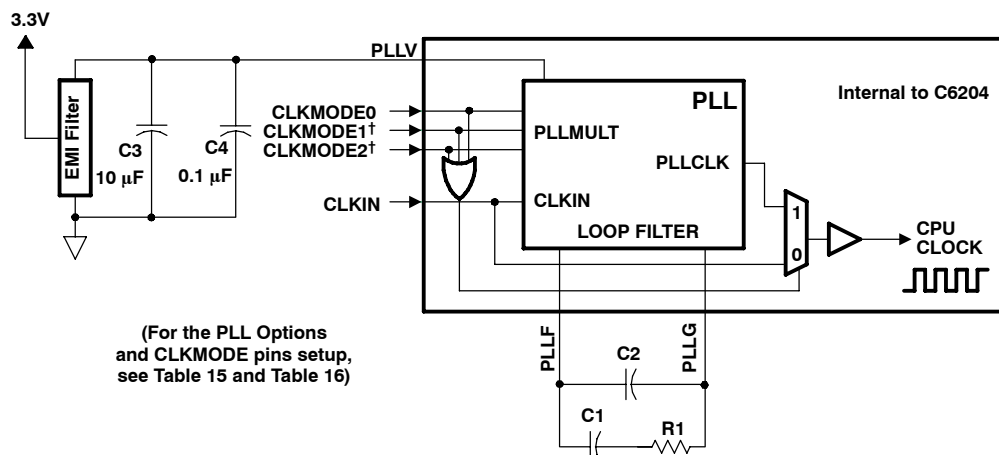 3.3V
PLLV
EMI Filter
C3
10 µF
C4
0.1 µF
CLKMODE0
CLKMODE1†
CLKMODE2†
CLKIN
PLL
PLLMULT
PLLCLK
CLKIN
LOOP FILTER
Internal to C6204
1
0
CPU
CLOCK
(For the PLL Options
and CLKMODE pins setup,
see Table 15 and Table 16)
PLLF
PLLG
C2
C1
R1